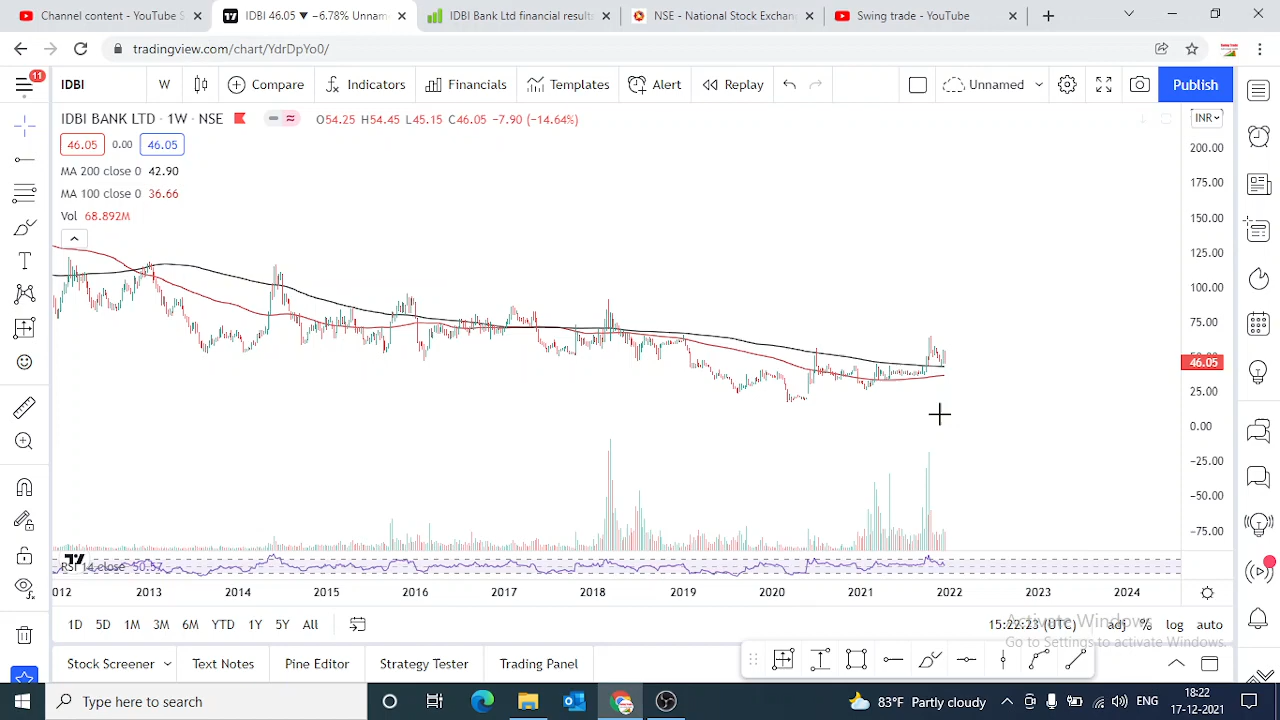 Content - YouTube S
IDBI 46.05 ▼ −6.78% Unnam
IDBI Bank Ltd financial result
NSE - National Stock Exchan
Swing trade - YouTube
tradingview.com/chart/YdrDpYo0/
11
IDBI
W
Compare
Indicators
Financials
Templates
Alert
Replay
Unnamed
Publish
IDBI BANK LTD · 1W · NSE
O54.25 H54.45 L45.15 C46.05 −7.90 (−14.64%)
INR
46.05 0.00 46.05
MA 200 close 0 42.90
MA 100 close 0 36.66
Vol 68.892M
200.00
175.00
150.00
125.00
100.00
75.00
46.05
25.00
0.00
−25.00
−50.00
−75.00
RSI 14 close 50.57
2012 2013 2014 2015 2016 2017 2018 2019 2020 2021 2022 2023 2024
1D 5D 1M 3M 6M YTD 1Y 5Y All
15:22:23 (UTC) adj % log auto
Activate Windows
Go to Settings to activate Windows.
Stock Screener
Text Notes
Pine Editor
Strategy Tester
Trading Panel
Type here to search
83°F Partly cloudy
ENG
18:22
17-12-2021